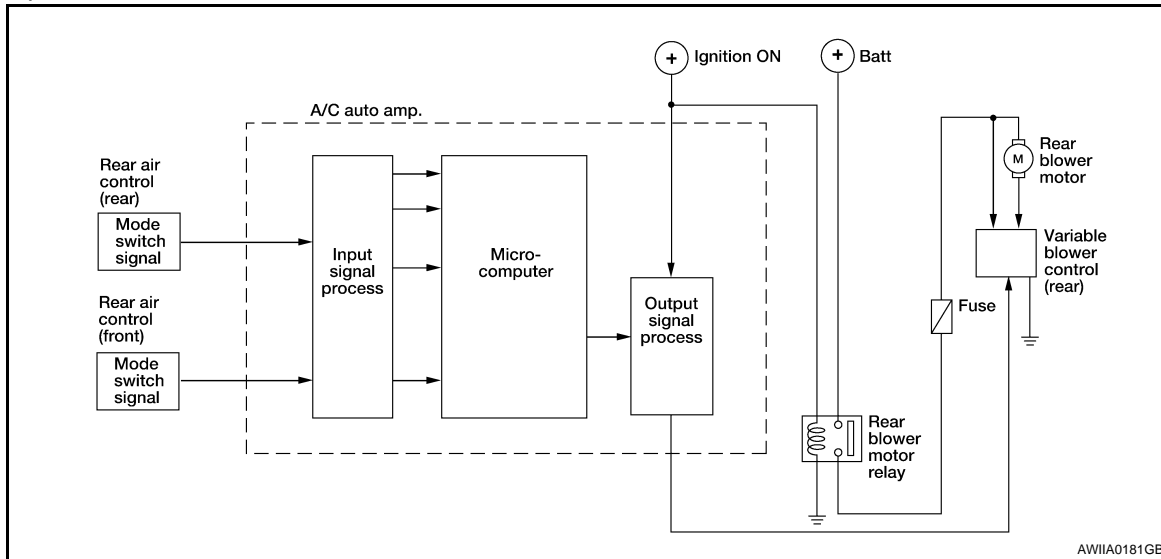 + Ignition ON
+ Batt
A/C auto amp.
Rear air
control
(rear)
Mode
switch
signal
Input
signal
process
Micro-
computer
Output
signal
process
Rear air
control
(front)
Mode
switch
signal
M
Rear
blower
motor
Variable
blower
control
(rear)
Fuse
Rear
blower
motor
relay
AWIIA0181GB